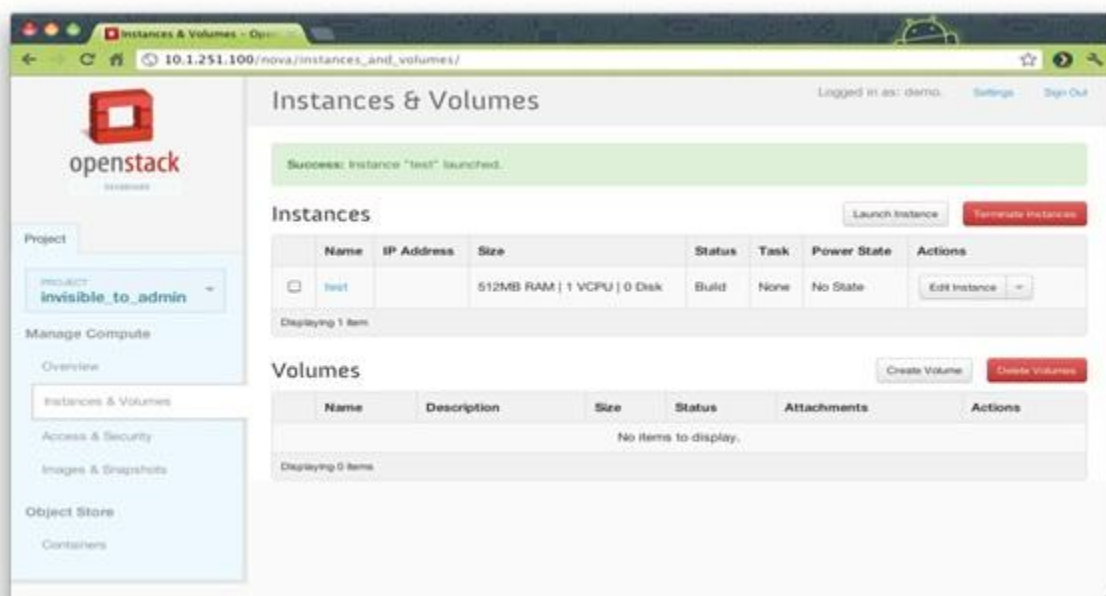 Instances & Volumes - Ope
10.1.251.100/nova/instances_and_volumes/
openstack
DASHBOARD
Project
PROJECT
invisible_to_admin
Manage Compute
Overview
Instances & Volumes
Access & Security
Images & Snapshots
Object Store
Containers
Instances & Volumes
Logged in as: demo. Settings Sign Out
Success: Instance "test" launched.
Instances
Launch Instance Terminate Instances
Name IP Address Size Status Task Power State Actions
test 512MB RAM | 1 VCPU | 0 Disk Build None No State Edit Instance
Displaying 1 item
Volumes
Create Volume Delete Volumes
Name Description Size Status Attachments Actions
No items to display.
Displaying 0 items